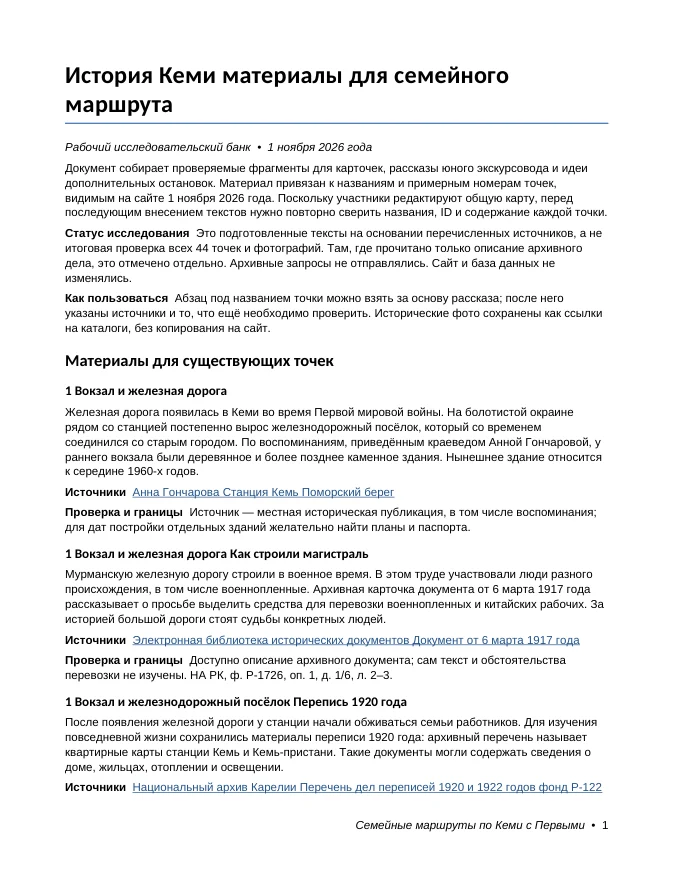 История Кеми материалы для семейного
маршрута
Рабочий исследовательский банк • 1 ноября 2026 года
Документ собирает проверяемые фрагменты для карточек, рассказы юного экскурсовода и идеи
дополнительных остановок. Материал привязан к названиям и примерным номерам точек,
видимым на сайте 1 ноября 2026 года. Поскольку участники редактируют общую карту, перед
последующим внесением текстов нужно повторно сверить названия, ID и содержание каждой точки.
Статус исследования Это подготовленные тексты на основании перечисленных источников, а не
итоговая проверка всех 44 точек и фотографий. Там, где прочитано только описание архивного
дела, это отмечено отдельно. Архивные запросы не отправлялись. Сайт и база данных не
изменялись.
Как пользоваться Абзац под названием точки можно взять за основу рассказа; после него
указаны источники и то, что ещё необходимо проверить. Исторические фото сохранены как ссылки
на каталоги, без копирования на сайт.
Материалы для существующих точек
1 Вокзал и железная дорога
Железная дорога появилась в Кеми во время Первой мировой войны. На болотистой окраине
рядом со станцией постепенно вырос железнодорожный посёлок, который со временем
соединился со старым городом. По воспоминаниям, приведённым краеведом Анной Гончаровой, у
раннего вокзала были деревянное и более позднее каменное здания. Нынешнее здание относится
к середине 1960-х годов.
Источники Анна Гончарова Станция Кемь Поморский берег
Проверка и границы Источник — местная историческая публикация, в том числе воспоминания;
для дат постройки отдельных зданий желательно найти планы и паспорта.
1 Вокзал и железная дорога Как строили магистраль
Мурманскую железную дорогу строили в военное время. В этом труде участвовали люди разного
происхождения, в том числе военнопленные. Архивная карточка документа от 6 марта 1917 года
рассказывает о просьбе выделить средства для перевозки военнопленных и китайских рабочих. За
историей большой дороги стоят судьбы конкретных людей.
Источники Электронная библиотека исторических документов Документ от 6 марта 1917 года
Проверка и границы Доступно описание архивного документа; сам текст и обстоятельства
перевозки не изучены. НА РК, ф. Р-1726, оп. 1, д. 1/6, л. 2–3.
1 Вокзал и железнодорожный посёлок Перепись 1920 года
После появления железной дороги у станции начали обживаться семьи работников. Для изучения
повседневной жизни сохранились материалы переписи 1920 года: архивный перечень называет
квартирные карты станции Кемь и Кемь-пристани. Такие документы могли содержать сведения о
доме, жильцах, отоплении и освещении.
Источники Национальный архив Карелии Перечень дел переписей 1920 и 1922 годов фонд Р-122
Семейные маршруты по Кеми с Первыми • 1